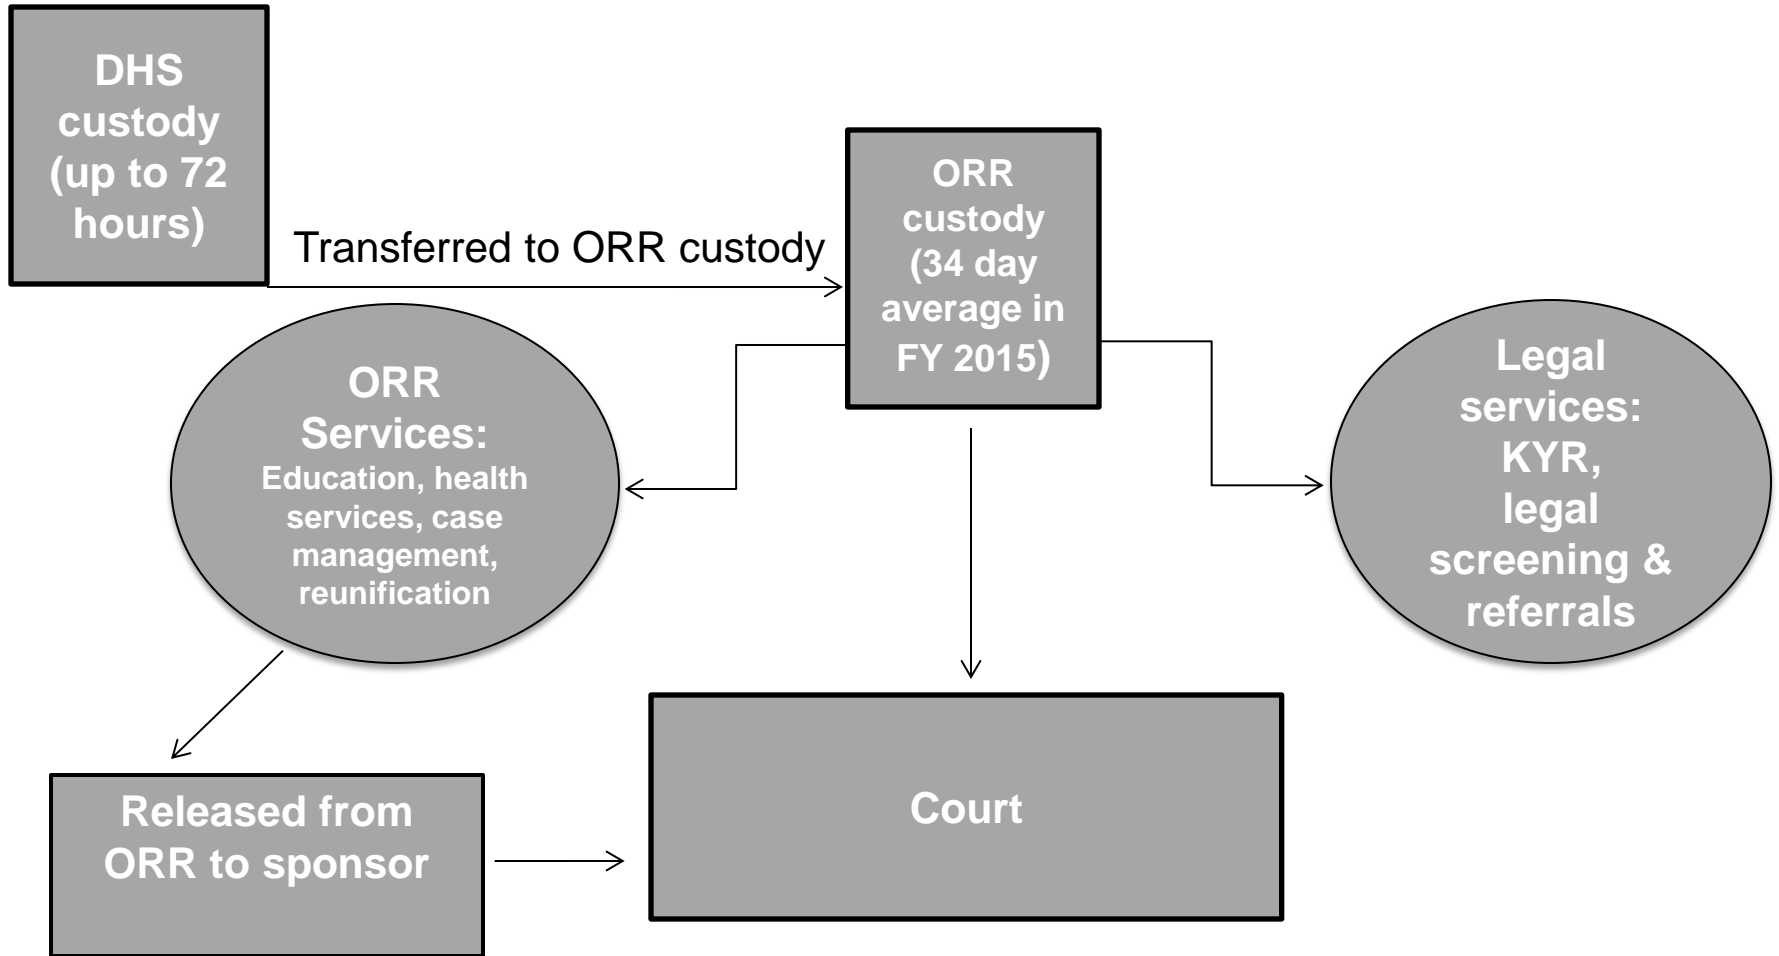 DHS
custody
(up to 72
hours)
Transferred to ORR custody
ORR
custody
(34 day
average in
FY 2015)
ORR
Services:
Education, health
services, case
management,
reunification
Legal
services:
KYR,
legal
screening &
referrals
Released from
ORR to sponsor
Court